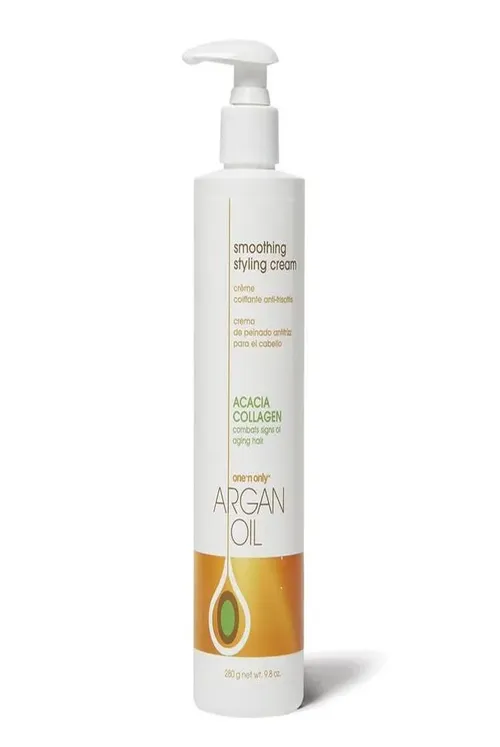 smoothing
styling cream
crème
coiffante anti-frisottis
crema
de peinado antifrizz
para el cabello
ACACIA
COLLAGEN
combats signs of
aging hair
one 'n only®
ARGAN
OIL
280 g net wt. 9.8 oz.